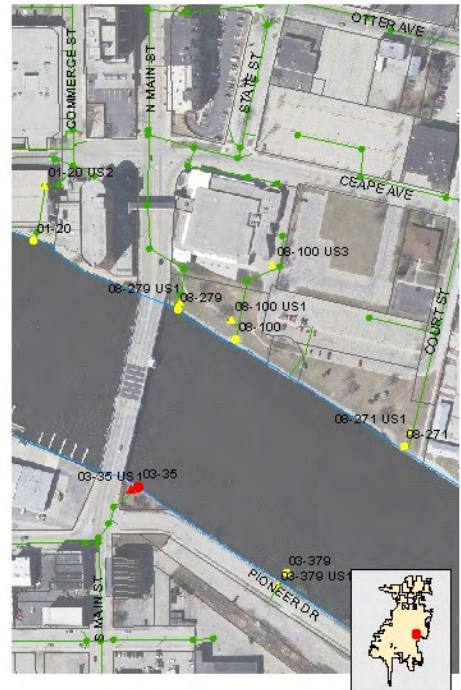 OTTER AVE
COMMERCE ST
N MAIN ST
STATE ST
CEAPE AVE
01-20 US2
01-20
08-100 US3
08-279 US1
08-279
08-100 US1
08-100
COURT ST
08-271 US1
08-271
03-35 US1
03-35
03-379
03-379 US1
PIONEER DR
S MAIN ST